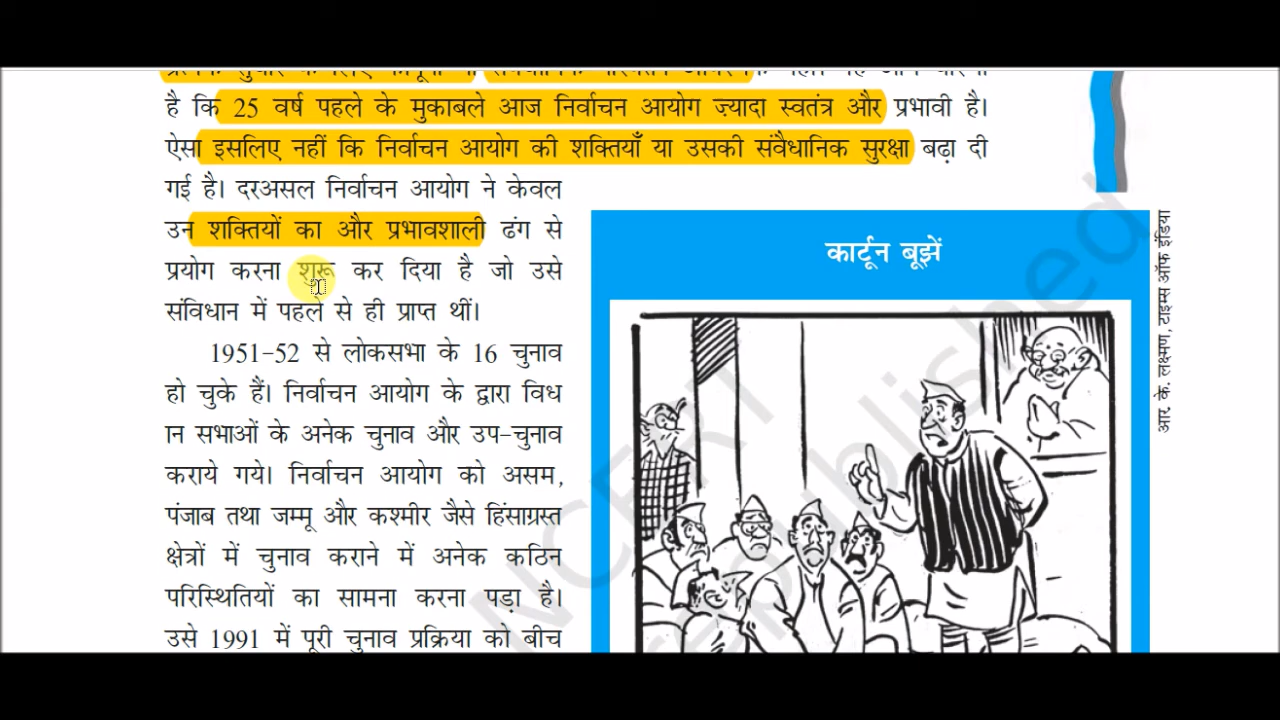 है कि 25 वर्ष पहले के मुकाबले आज निर्वाचन आयोग ज़्यादा स्वतंत्र और प्रभावी है।
ऐसा इसलिए नहीं कि निर्वाचन आयोग की शक्तियाँ या उसकी संवैधानिक सुरक्षा बढ़ा दी
गई है। दरअसल निर्वाचन आयोग ने केवल
उन शक्तियों का और प्रभावशाली ढंग से
प्रयोग करना शुरू कर दिया है जो उसे
संविधान में पहले से ही प्राप्त थीं।
1951-52 से लोकसभा के 16 चुनाव
हो चुके हैं। निर्वाचन आयोग के द्वारा विध
ान सभाओं के अनेक चुनाव और उप-चुनाव
कराये गये। निर्वाचन आयोग को असम,
पंजाब तथा जम्मू और कश्मीर जैसे हिंसाग्रस्त
क्षेत्रों में चुनाव कराने में अनेक कठिन
परिस्थितियों का सामना करना पड़ा है।
उसे 1991 में पूरी चुनाव प्रक्रिया को बीच
कार्टून बूझें
आर. के. लक्ष्मण, टाइम्स ऑफ इंडिया
NCERT
republished